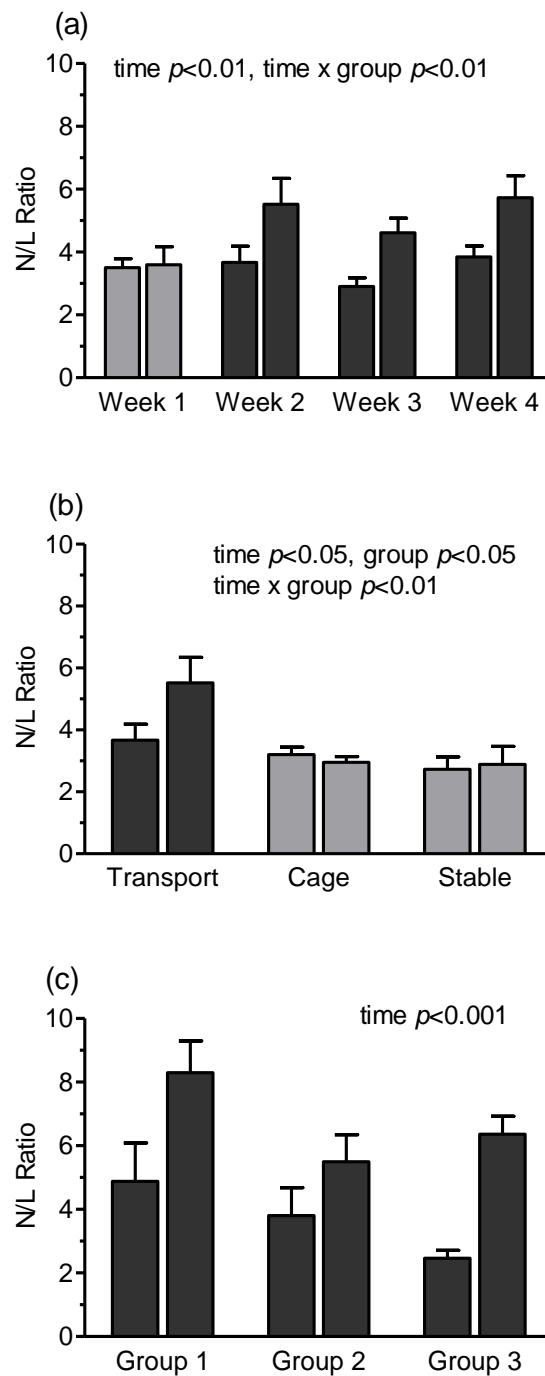 (a)
time p<0.01, time x group p<0.01
10
8
6
4
2
0
N/L Ratio
Week 1 Week 2 Week 3 Week 4
(b)
time p<0.05, group p<0.05
time x group p<0.01
10
8
6
4
2
0
N/L Ratio
Transport Cage Stable
(c)
time p<0.001
10
8
6
4
2
0
N/L Ratio
Group 1 Group 2 Group 3